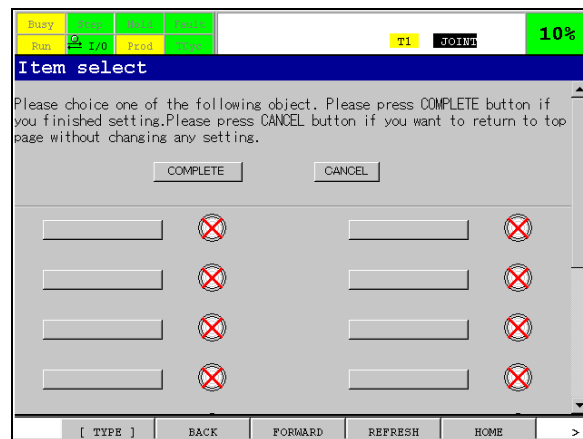 Busy Step Hold Fault
Run I/O Prod TCyc
T1 JOINT
10%
Item select
Please choice one of the following object. Please press COMPLETE button if
you finished setting.Please press CANCEL button if you want to return to top
page without changing any setting.
COMPLETE CANCEL
[ TYPE ] BACK FORWARD REFRESH HOME >